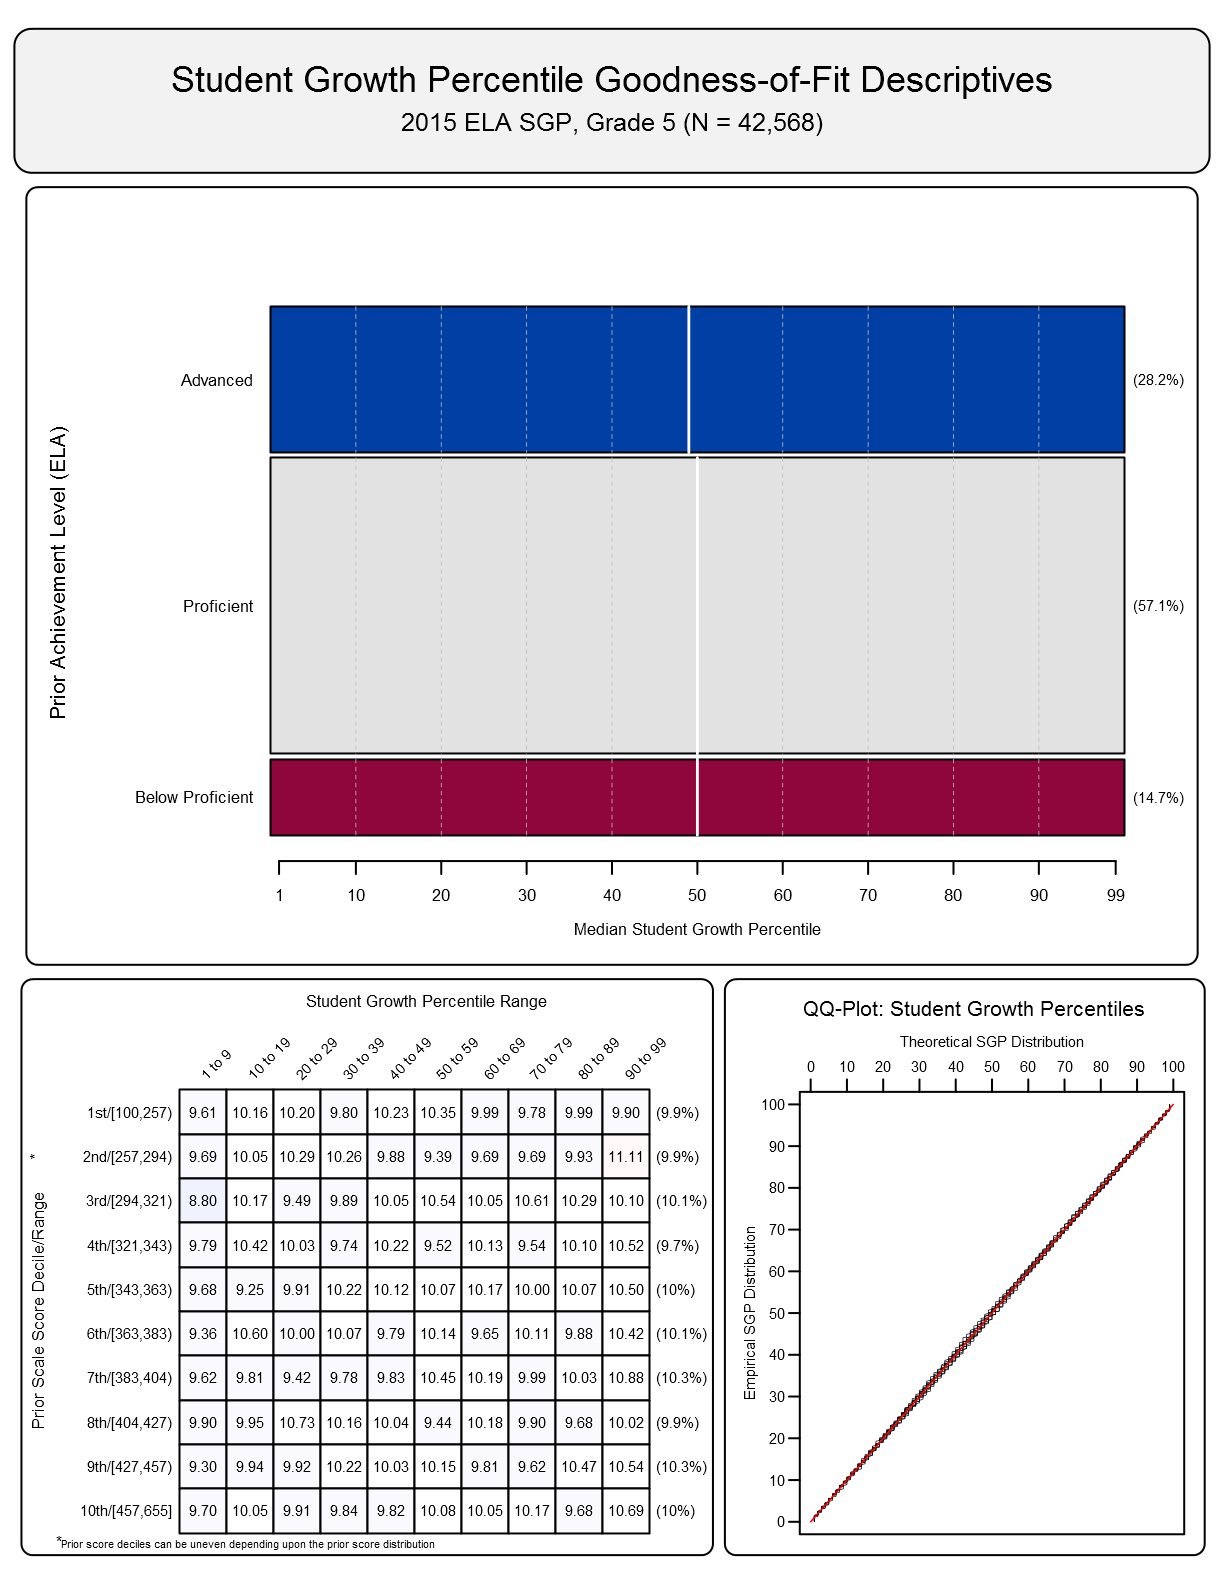 Student Growth Percentile Goodness-of-Fit Descriptives
2015 ELA SGP, Grade 5 (N = 42,568)
Prior Achievement Level (ELA)
Advanced
(28.2%)
Proficient
(57.1%)
Below Proficient
(14.7%)
1 10 20 30 40 50 60 70 80 90 99
Median Student Growth Percentile
Student Growth Percentile Range
1 to 9 10 to 19 20 to 29 30 to 39 40 to 49 50 to 59 60 to 69 70 to 79 80 to 89 90 to 99
* Prior Scale Score Decile/Range
1st/[100,257) 9.61 10.16 10.20 9.80 10.23 10.35 9.99 9.78 9.99 9.90 (9.9%)
2nd/[257,294) 9.69 10.05 10.29 10.26 9.88 9.39 9.69 9.69 9.93 11.11 (9.9%)
3rd/[294,321) 8.80 10.17 9.49 9.89 10.05 10.54 10.05 10.61 10.29 10.10 (10.1%)
4th/[321,343) 9.79 10.42 10.03 9.74 10.22 9.52 10.13 9.54 10.10 10.52 (9.7%)
5th/[343,363) 9.68 9.25 9.91 10.22 10.12 10.07 10.17 10.00 10.07 10.50 (10%)
6th/[363,383) 9.36 10.60 10.00 10.07 9.79 10.14 9.65 10.11 9.88 10.42 (10.1%)
7th/[383,404) 9.62 9.81 9.42 9.78 9.83 10.45 10.19 9.99 10.03 10.88 (10.3%)
8th/[404,427) 9.90 9.95 10.73 10.16 10.04 9.44 10.18 9.90 9.68 10.02 (9.9%)
9th/[427,457) 9.30 9.94 9.92 10.22 10.03 10.15 9.81 9.62 10.47 10.54 (10.3%)
10th/[457,655] 9.70 10.05 9.91 9.84 9.82 10.08 10.05 10.17 9.68 10.69 (10%)
*Prior score deciles can be uneven depending upon the prior score distribution
QQ-Plot: Student Growth Percentiles
Theoretical SGP Distribution
0 10 20 30 40 50 60 70 80 90 100
Empirical SGP Distribution
100
90
80
70
60
50
40
30
20
10
0